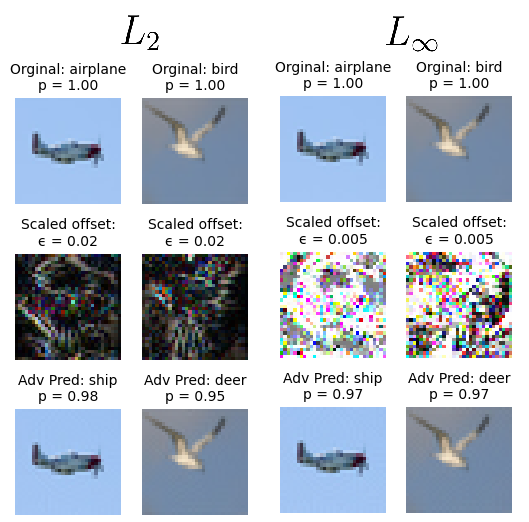 L2
L∞
Orginal: airplane
p = 1.00
Orginal: bird
p = 1.00
Orginal: airplane
p = 1.00
Orginal: bird
p = 1.00
Scaled offset:
ϵ = 0.02
Scaled offset:
ϵ = 0.02
Scaled offset:
ϵ = 0.005
Scaled offset:
ϵ = 0.005
Adv Pred: ship
p = 0.98
Adv Pred: deer
p = 0.95
Adv Pred: ship
p = 0.97
Adv Pred: deer
p = 0.97